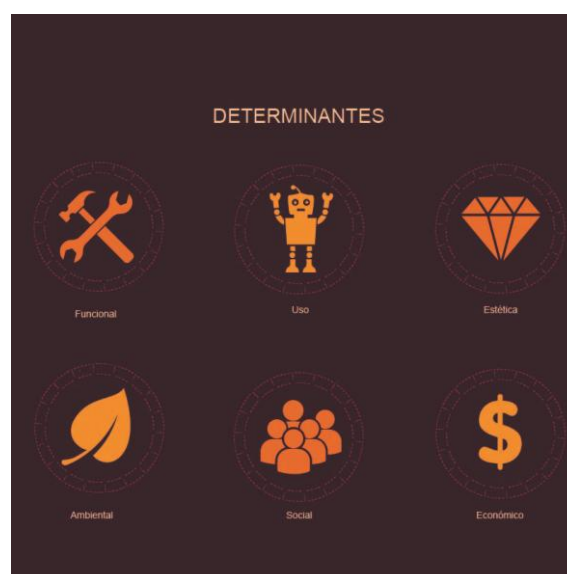 DETERMINANTES
Funcional
Uso
Estética
Ambiental
Social
Económico